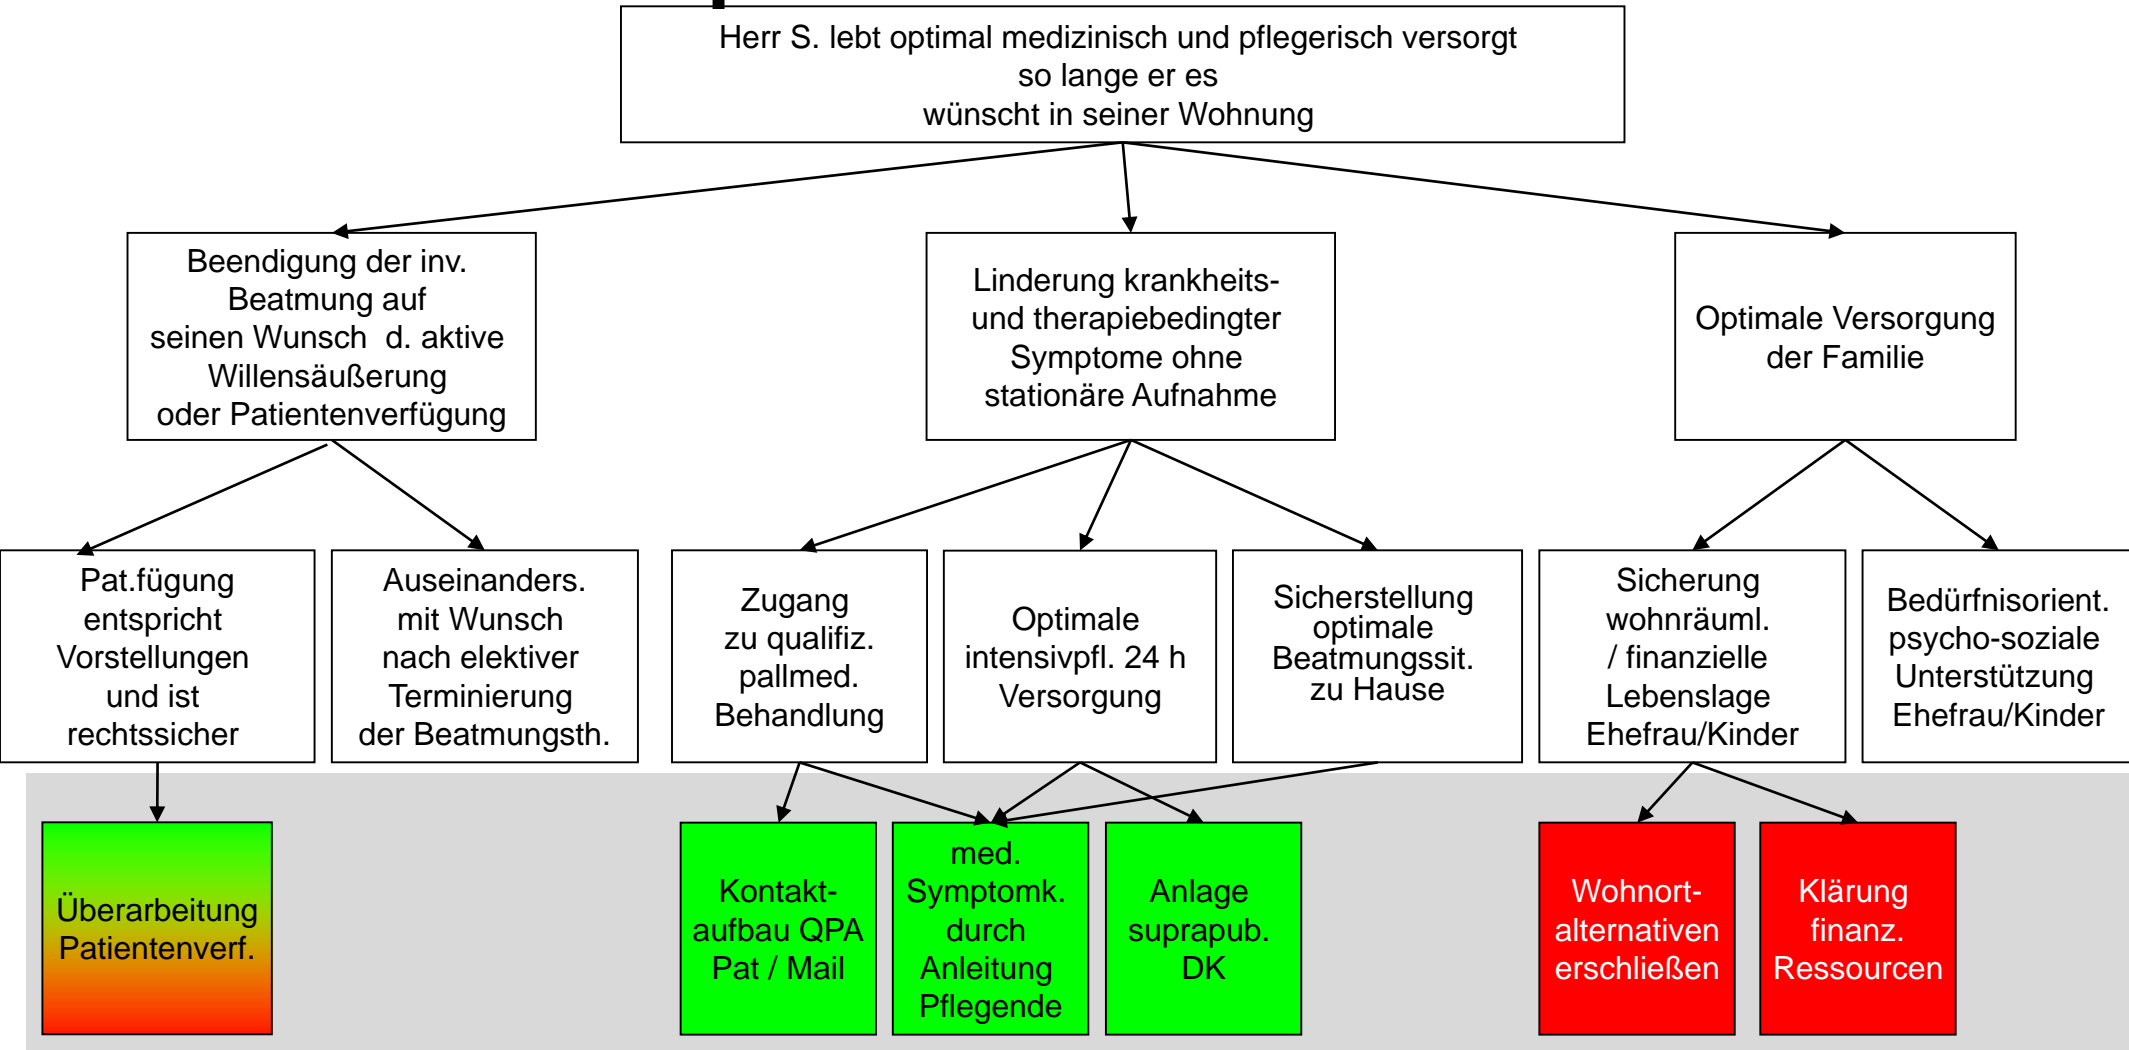 Herr S. lebt optimal medizinisch und pflegerisch versorgt
so lange er es
wünscht in seiner Wohnung
Beendigung der inv.
Beatmung auf
seinen Wunsch d. aktive
Willensäußerung
oder Patientenverfügung
Linderung krankheits-
und therapiebedingter
Symptome ohne
stationäre Aufnahme
Optimale Versorgung
der Familie
Pat.fügung
entspricht
Vorstellungen
und ist
rechtssicher
Auseinanders.
mit Wunsch
nach elektiver
Terminierung
der Beatmungsth.
Zugang
zu qualifiz.
pallmed.
Behandlung
Optimale
intensivpfl. 24 h
Versorgung
Sicherstellung
optimale
Beatmungssit.
zu Hause
Sicherung
wohnräuml.
/ finanzielle
Lebenslage
Ehefrau/Kinder
Bedürfnisorient.
psycho-soziale
Unterstützung
Ehefrau/Kinder
Überarbeitung
Patientenverf.
Kontakt-
aufbau QPA
Pat / Mail
med.
Symptomk.
durch
Anleitung
Pflegende
Anlage
suprapub.
DK
Wohnort-
alternativen
erschließen
Klärung
finanz.
Ressourcen